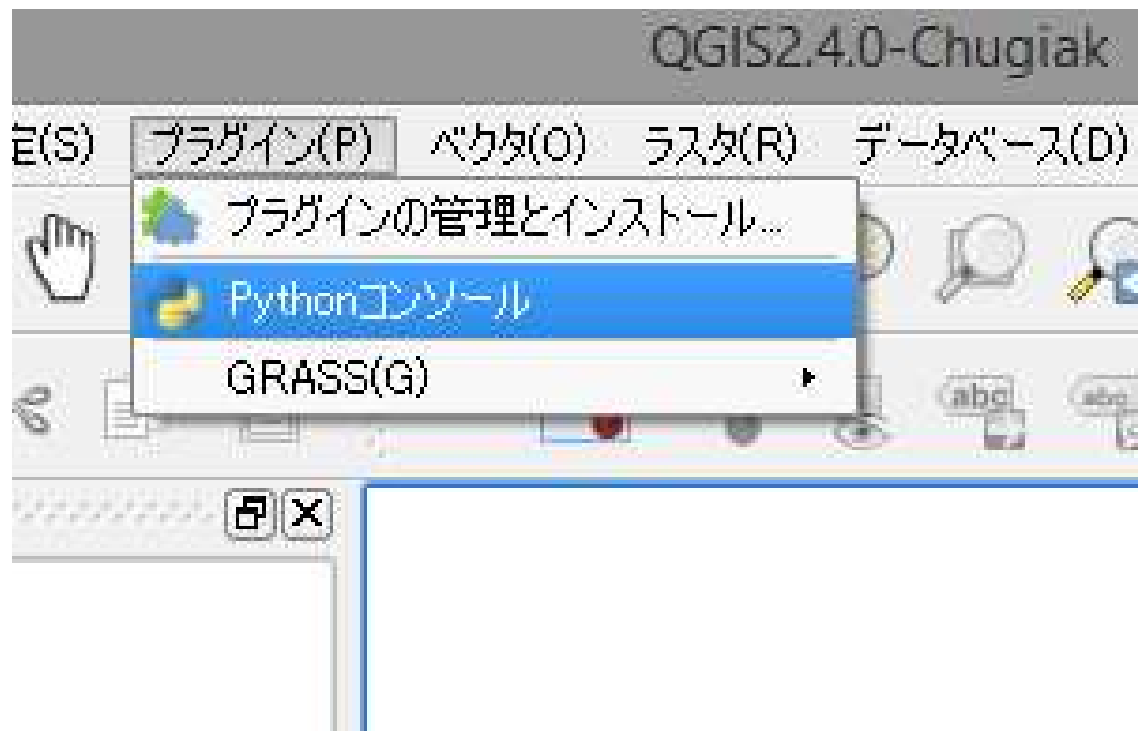 QGIS2.4.0-Chugiak
定(S) プラグイン(P) ベクタ(O) ラスタ(R) データベース(D)
プラグインの管理とインストール...
Pythonコンソール
GRASS(G)
abc abc